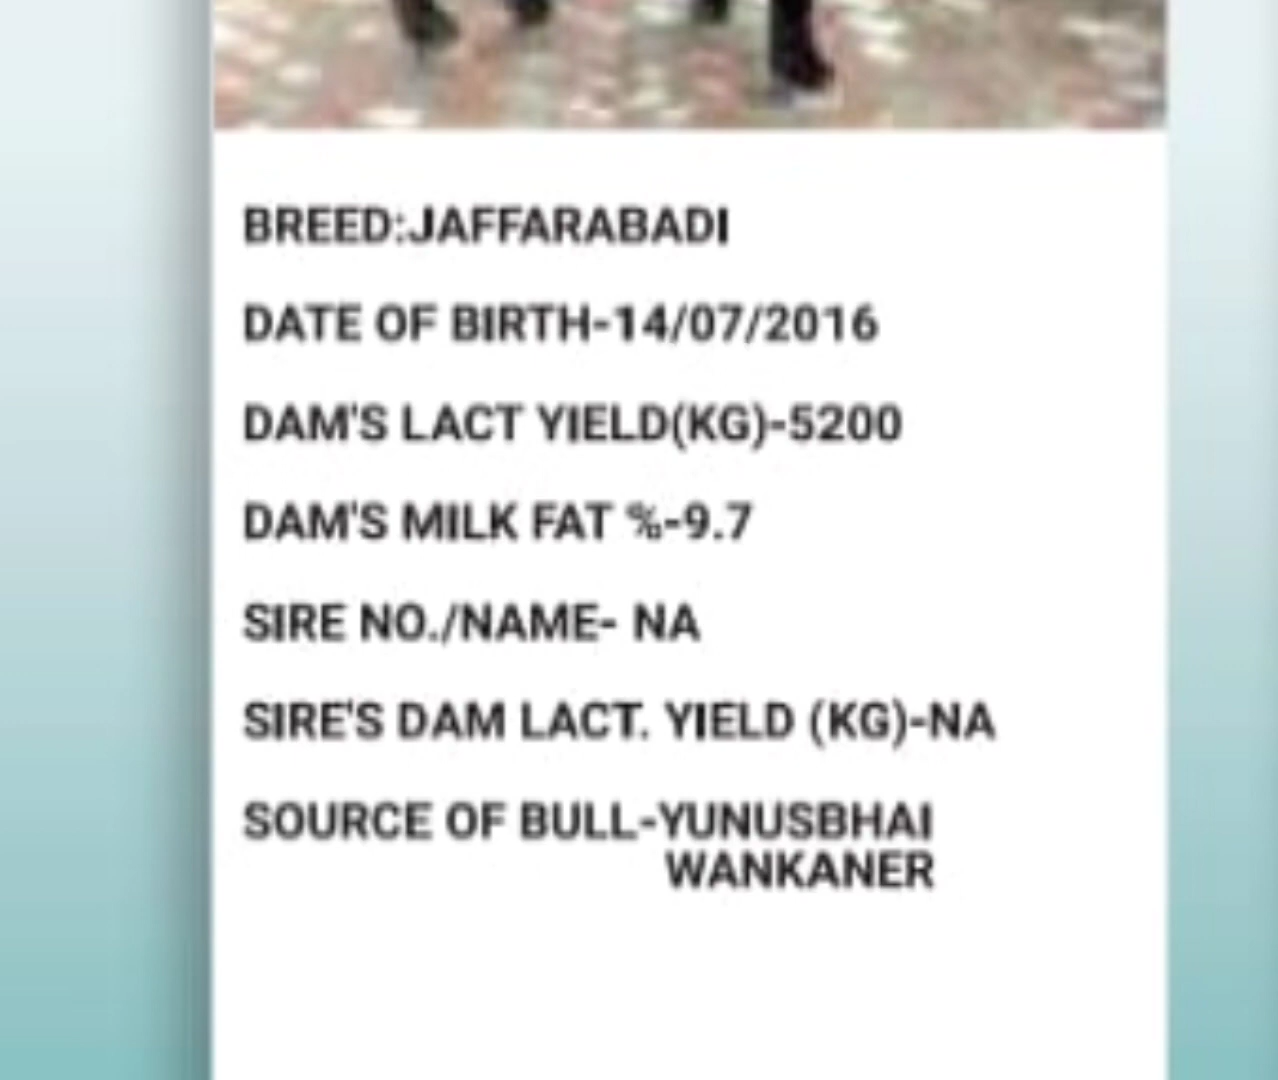 BREED:JAFFARABADI
DATE OF BIRTH-14/07/2016
DAM'S LACT YIELD(KG)-5200
DAM'S MILK FAT %-9.7
SIRE NO./NAME- NA
SIRE'S DAM LACT. YIELD (KG)-NA
SOURCE OF BULL-YUNUSBHAI
WANKANER